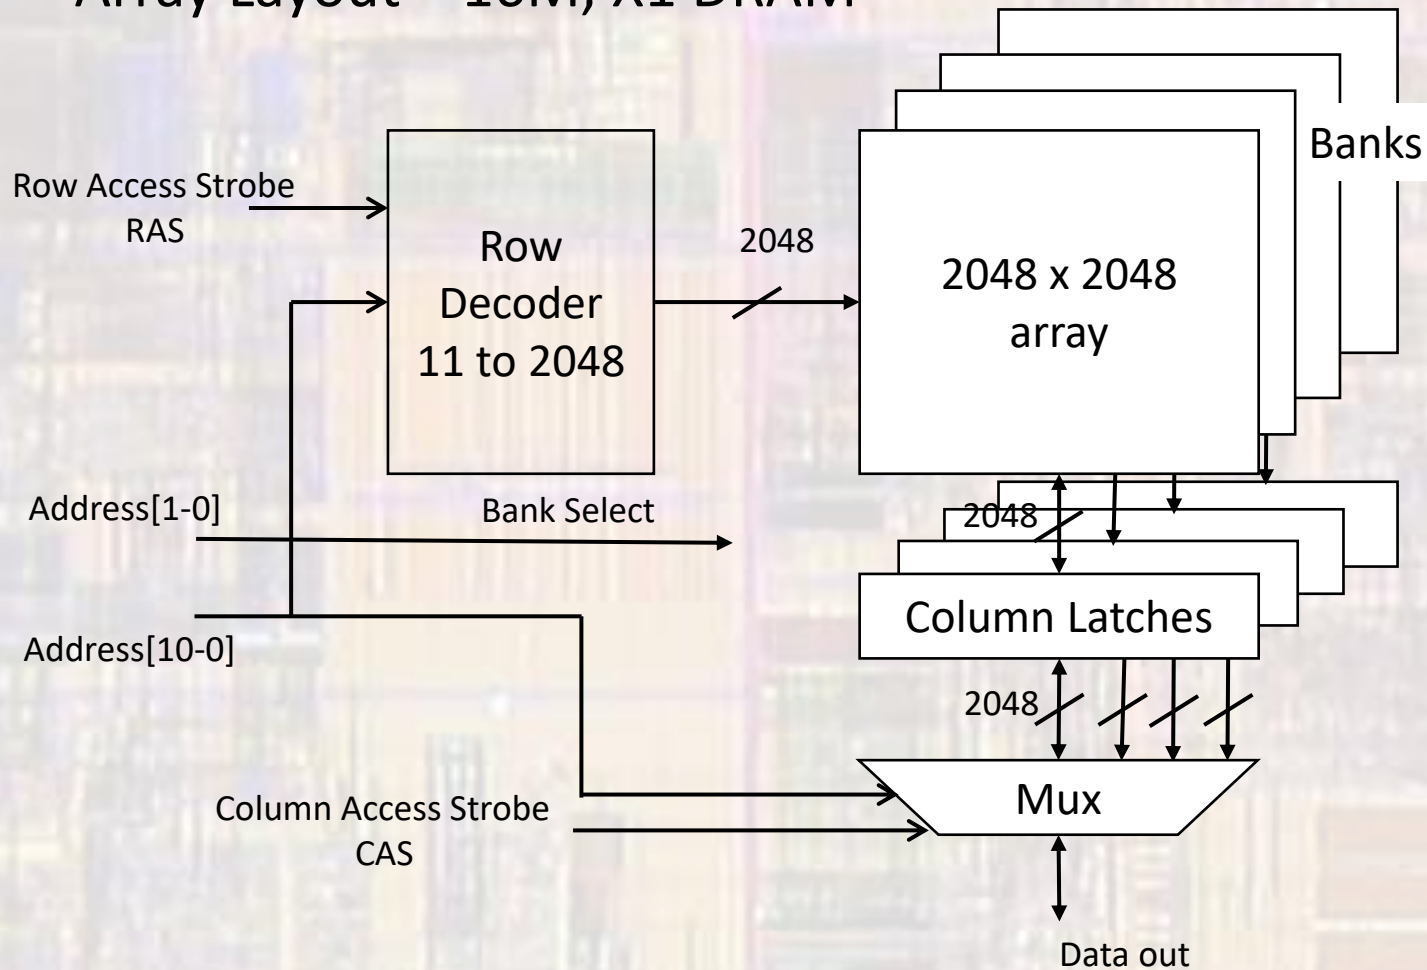 Array Layout – 16M, X1 DRAM
Banks
Row Access Strobe
RAS
Row
Decoder
11 to 2048
2048
2048 x 2048
array
Address[1-0]
Bank Select
2048
Column Latches
Address[10-0]
2048
Column Access Strobe
CAS
Mux
Data out